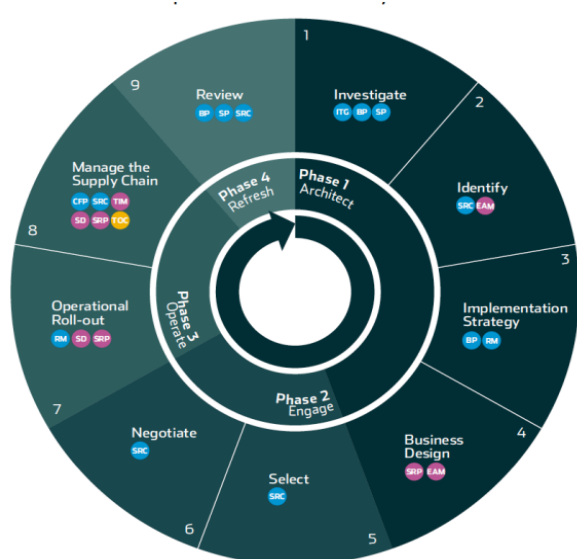 1
Investigate
ITG BP SP
2
Identify
SRC EAM
3
Implementation
Strategy
BP RM
4
Business
Design
SRP EAM
5
Select
SRC
6
Negotiate
SRC
7
Operational
Roll-out
RM SD SRP
8
Manage the
Supply Chain
CFP SRC TIM
SD SRP TOC
9
Review
BP SP SRC
Phase 1
Architect
Phase 2
Engage
Phase 3
Operate
Phase 4
Refresh